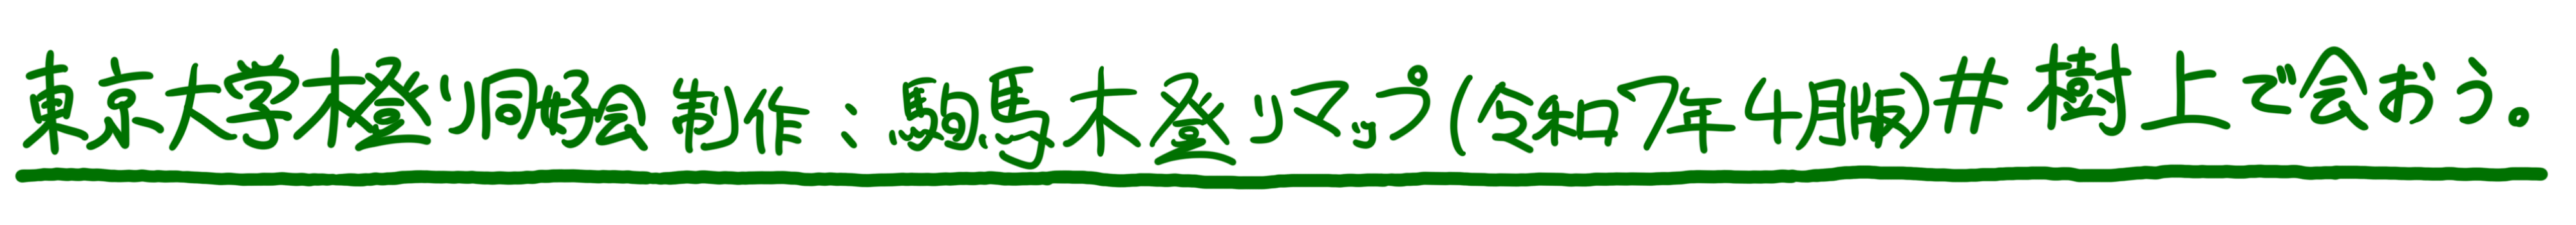 東京大学木登り同好会 制作：駒馬木登リマップ(令和7年4月版)#樹上で会おう。